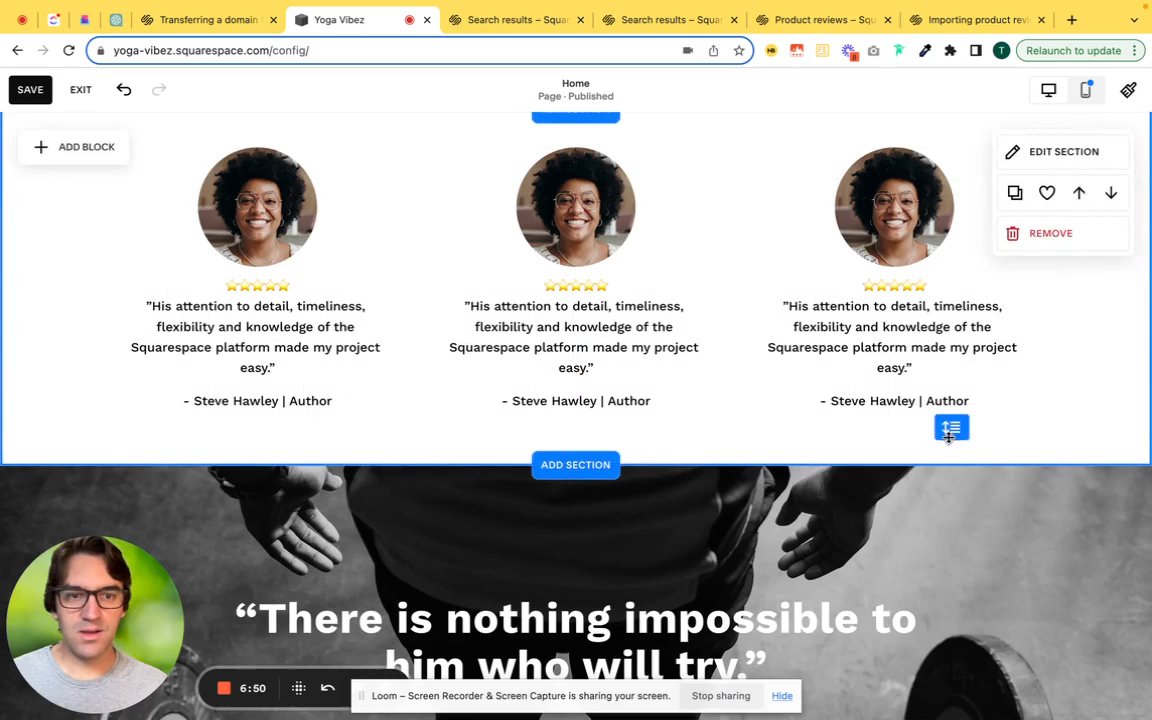 Transferring a domain
Yoga Vibez
Search results – Squar
Search results – Squar
Product reviews – Squ
Importing product rev
yoga-vibez.squarespace.com/config/
8
T
Relaunch to update
SAVE
EXIT
Home
Page · Published
ADD BLOCK
EDIT SECTION
REMOVE
⭐⭐⭐⭐⭐
"His attention to detail, timeliness,
flexibility and knowledge of the
Squarespace platform made my project
easy.”
- Steve Hawley | Author
⭐⭐⭐⭐⭐
"His attention to detail, timeliness,
flexibility and knowledge of the
Squarespace platform made my project
easy.”
- Steve Hawley | Author
⭐⭐⭐⭐⭐
"His attention to detail, timeliness,
flexibility and knowledge of the
Squarespace platform made my project
easy.”
- Steve Hawley | Author
ADD SECTION
“There is nothing impossible to
him who will try.”
6:50
Loom – Screen Recorder & Screen Capture is sharing your screen.
Stop sharing
Hide